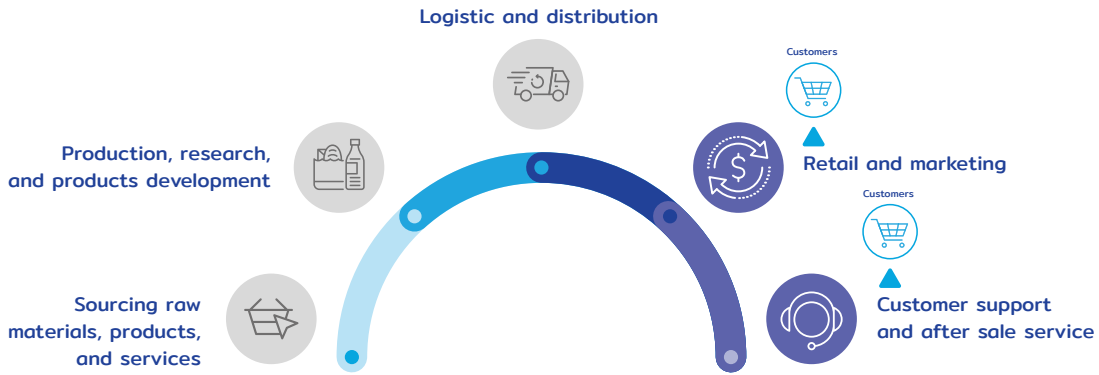 Logistic and distribution
Customers
Production, research,
and products development
$
Retail and marketing
Customers
Sourcing raw
materials, products,
and services
Customer support
and after sale service